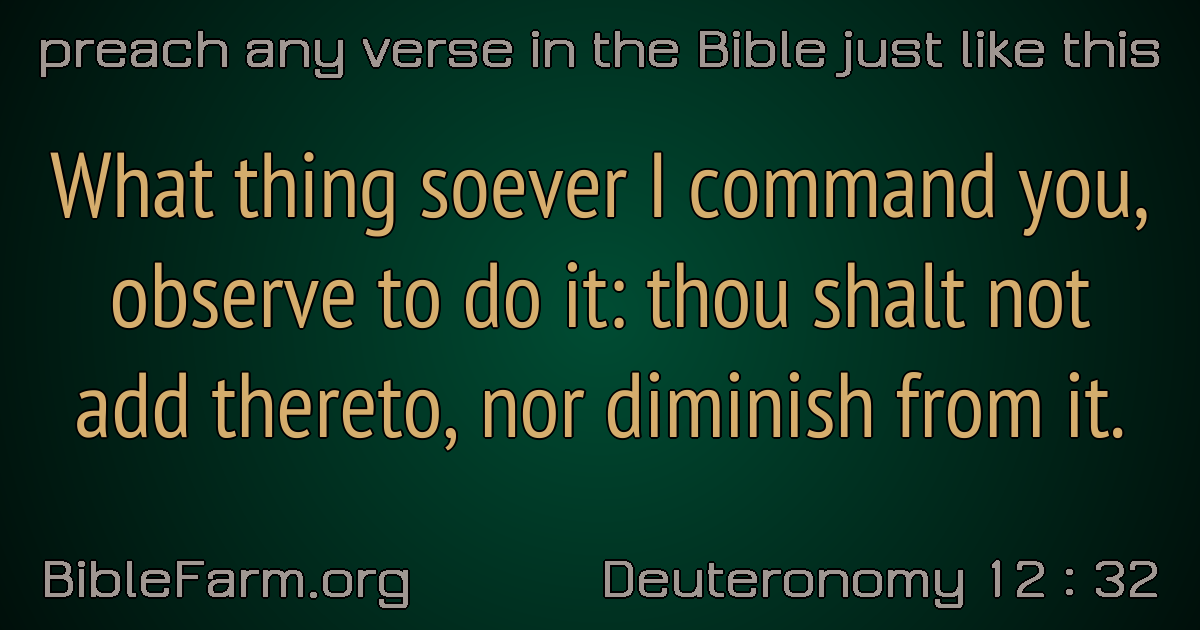 preach any verse in the Bible just like this
What thing soever I command you,
observe to do it: thou shalt not
add thereto, nor diminish from it.
BibleFarm.org
Deuteronomy 12 : 32